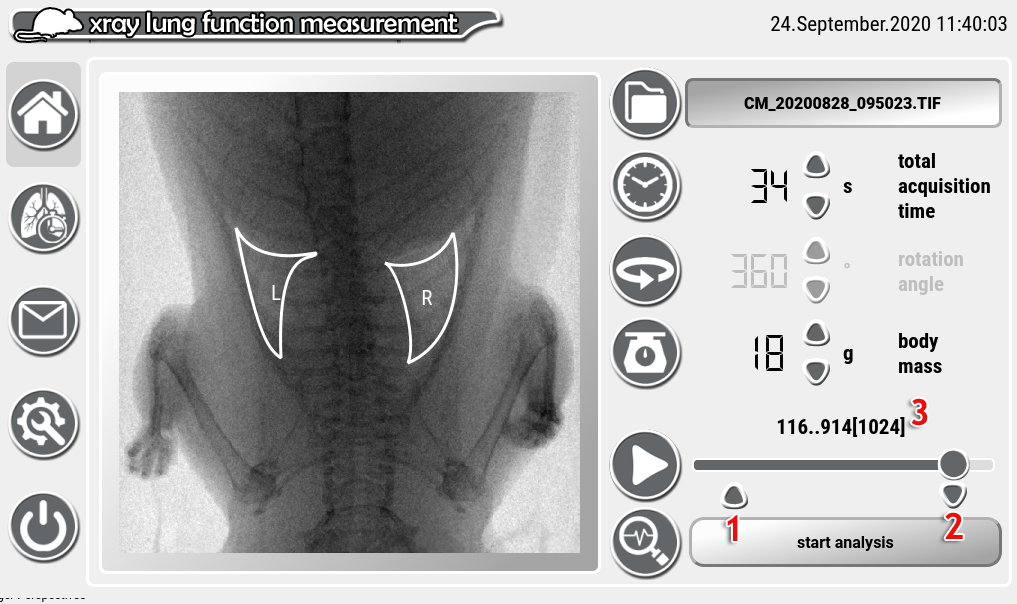 xray lung function measurement
24.September.2020 11:40:03
CM_20200828_095023.TIF
34 s total
acquisition
time
360 ° rotation
angle
18 g body
mass
3
116..914[1024]
1
2
start analysis
L
R